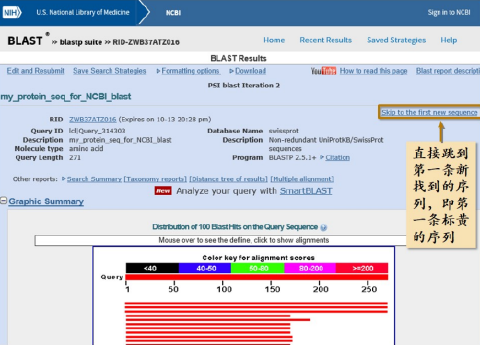 NIH U.S. National Library of Medicine NCBI Sign in to NCBI
BLAST ® » blastp suite » RID-ZWB37ATZ016 Home Recent Results Saved Strategies Help
BLAST Results
Edit and Resubmit Save Search Strategies ▷Formatting options ▷Download YouTube How to read this page Blast report descripti
PSI blast Iteration 2
my_protein_seq_for_NCBI_blast
Skip to the first new sequence
RID ZWB37ATZ016 (Expires on 10-13 20:28 pm)
Query ID lclQuery_314303 Database Name swissprot
Description mr_protein_seq_for_NCBI_blast Description Non-redundant UniProtKB/SwissProt sequences
Molecule type amino acid
Query Length 271 Program BLASTP 2.5.1+ ▷Citation
直接跳到
第一条新
找到的序
列，即第
一条标黄
的序列
Other reports: ▷Search Summary [Taxonomy reports] [Distance tree of results] [Multiple alignment]
New Analyze your query with SmartBLAST
Graphic Summary
Distribution of 100 Blast Hits on the Query Sequence
Mouse over to see the define, click to show alignments
Color key for alignment scores
<40 40-50 50-80 80-200 >=200
Query
1 50 100 150 200 250